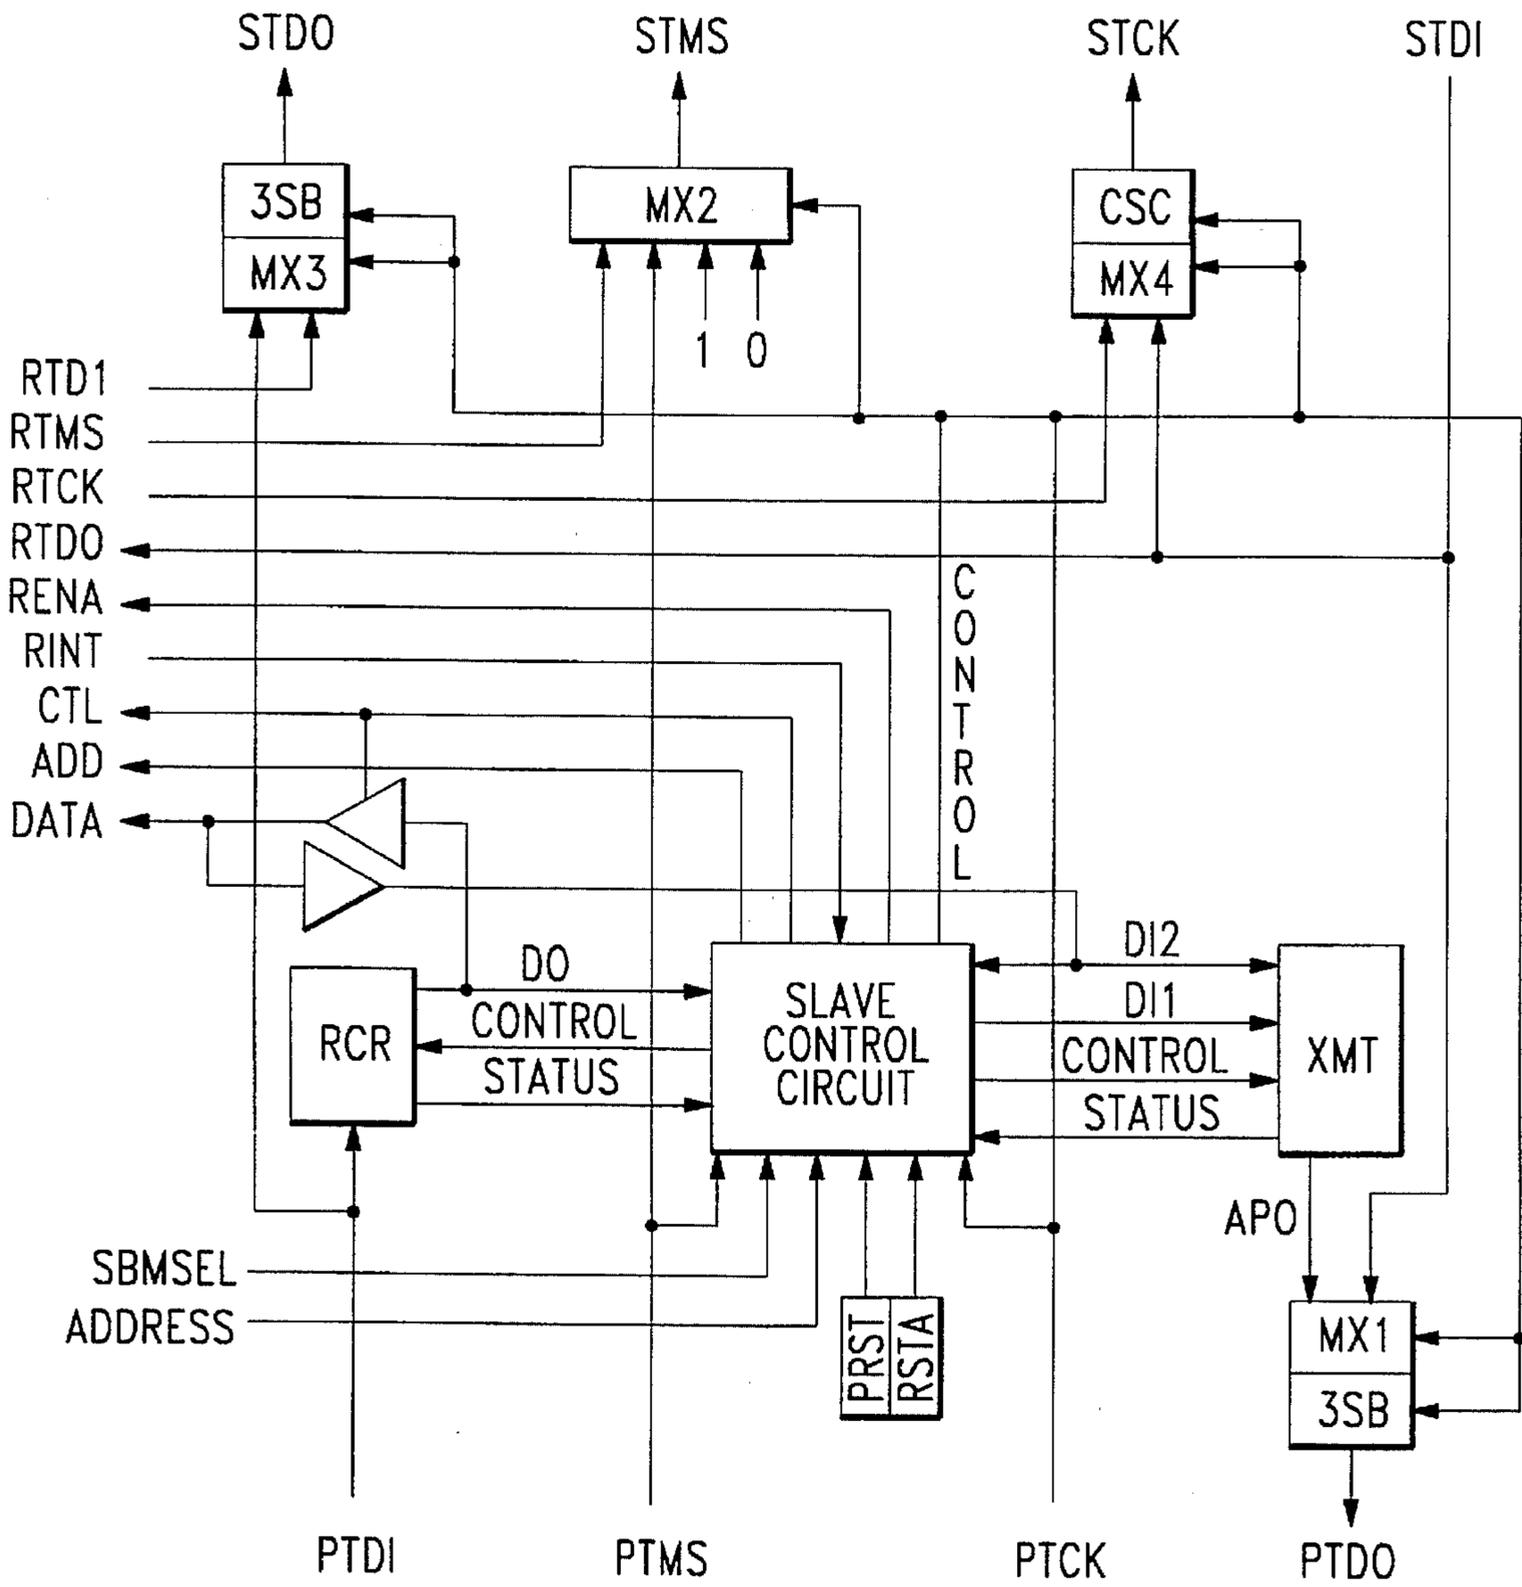 STDO
STMS
STCK
STDI
3SB
MX3
MX2
CSC
MX4
1
0
RTD1
RTMS
RTCK
RTDO
RENA
RINT
CTL
ADD
DATA
CONTROL
DO
CONTROL
STATUS
RCR
SLAVE
CONTROL
CIRCUIT
DI2
DI1
CONTROL
STATUS
XMT
APO
SBMSEL
ADDRESS
PRST
RSTA
MX1
3SB
PTDI
PTMS
PTCK
PTDO